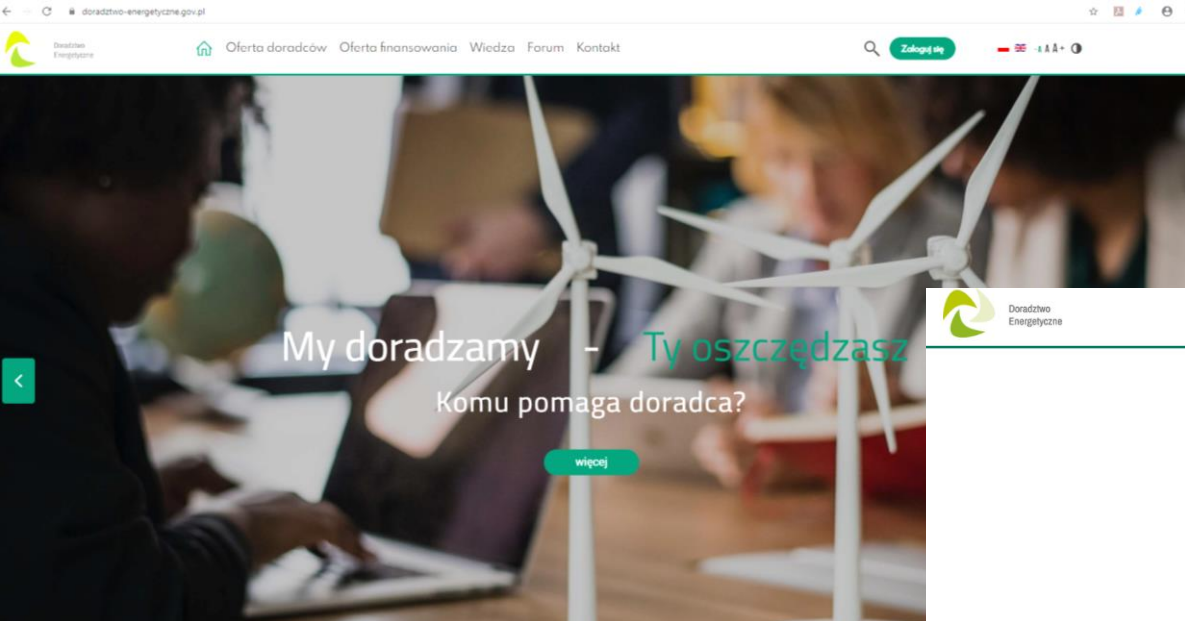 doradztwo-energetyczne.gov.pl
Doradztwo
Energetyczne
Oferta doradców Oferta finansowania Wiedza Forum Kontakt
Zaloguj się
-A A A+
My doradzamy - Ty oszczędzasz
Komu pomaga doradca?
więcej
Doradztwo
Energetyczne